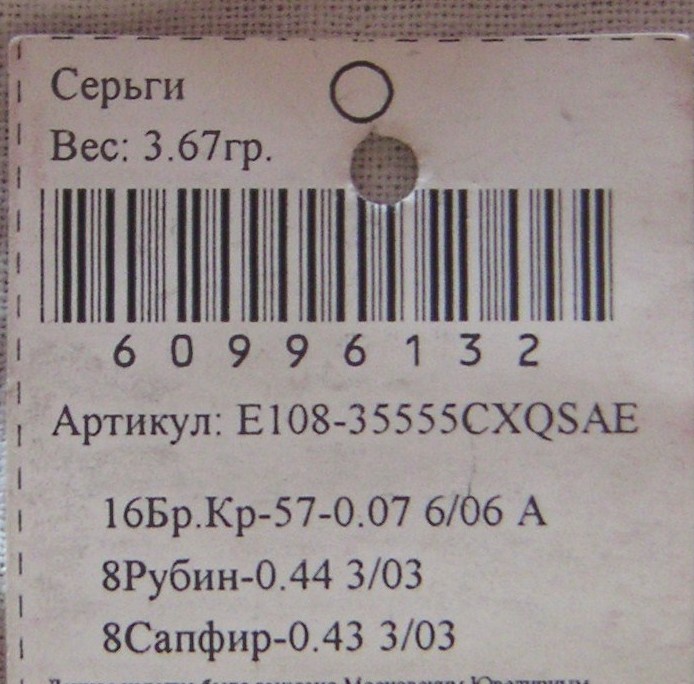 Серьги
Вес: 3.67гр.
60996132
Артикул: E108-35555CXQSAE
16Бр.Кр-57-0.07 6/06 А
8Рубин-0.44 3/03
8Сапфир-0.43 3/03